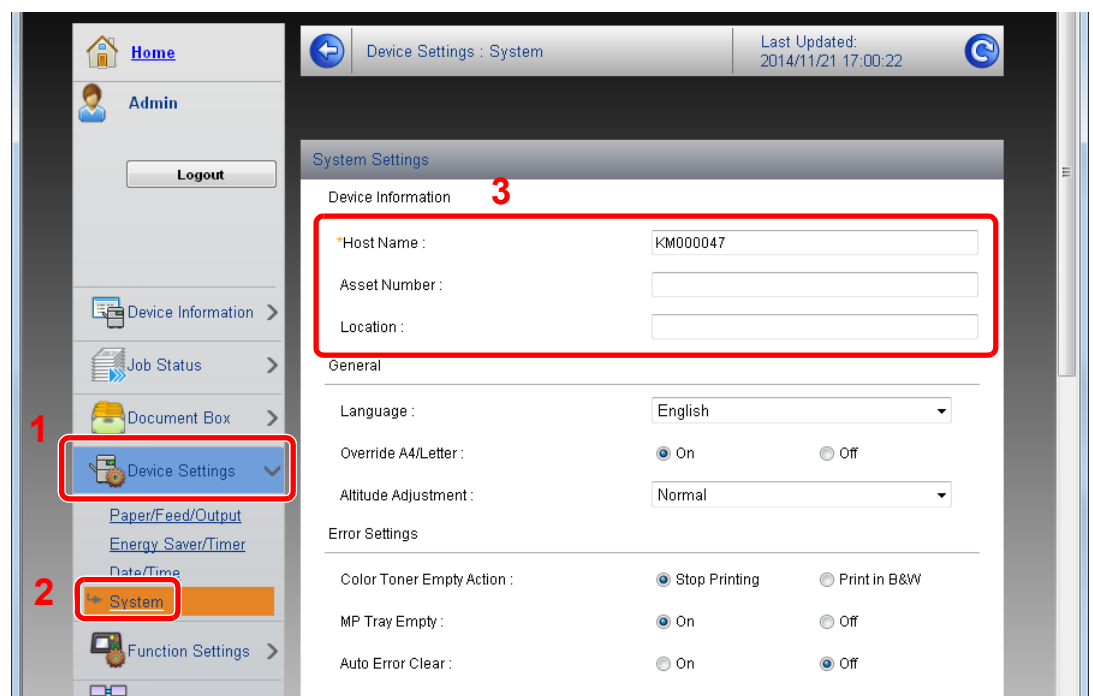 Home
Admin
Logout
Device Information
Job Status
Document Box
1
Device Settings
Paper/Feed/Output
Energy Saver/Timer
Date/Time
2
System
Function Settings
Device Settings : System
Last Updated:
2014/11/21 17:00:22
System Settings
Device Information 3
*Host Name : KM000047
Asset Number :
Location :
General
Language : English
Override A4/Letter : On Off
Altitude Adjustment : Normal
Error Settings
Color Toner Empty Action : Stop Printing Print in B&W
MP Tray Empty : On Off
Auto Error Clear : On Off